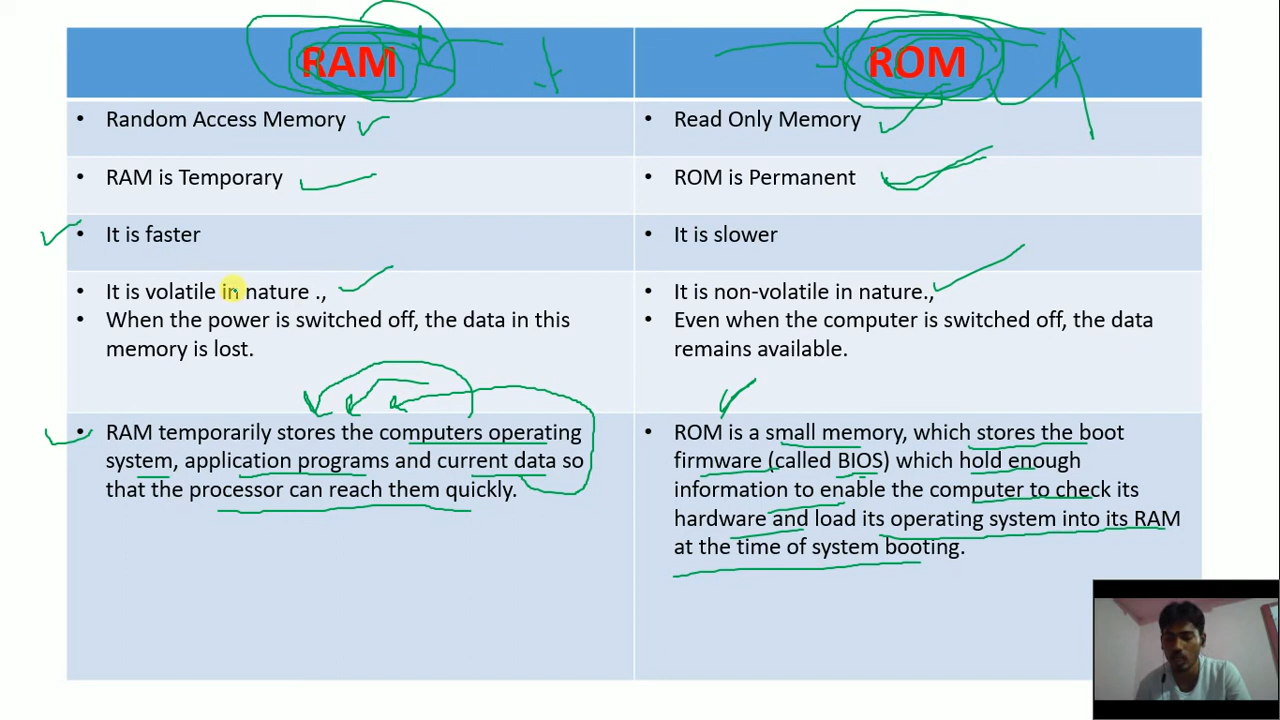 RAM
ROM
Random Access Memory
Read Only Memory
RAM is Temporary
ROM is Permanent
It is faster
It is slower
It is volatile in nature .,
When the power is switched off, the data in this
memory is lost.
It is non-volatile in nature.,
Even when the computer is switched off, the data
remains available.
RAM temporarily stores the computers operating
system, application programs and current data so
that the processor can reach them quickly.
ROM is a small memory, which stores the boot
firmware (called BIOS) which hold enough
information to enable the computer to check its
hardware and load its operating system into its RAM
at the time of system booting.